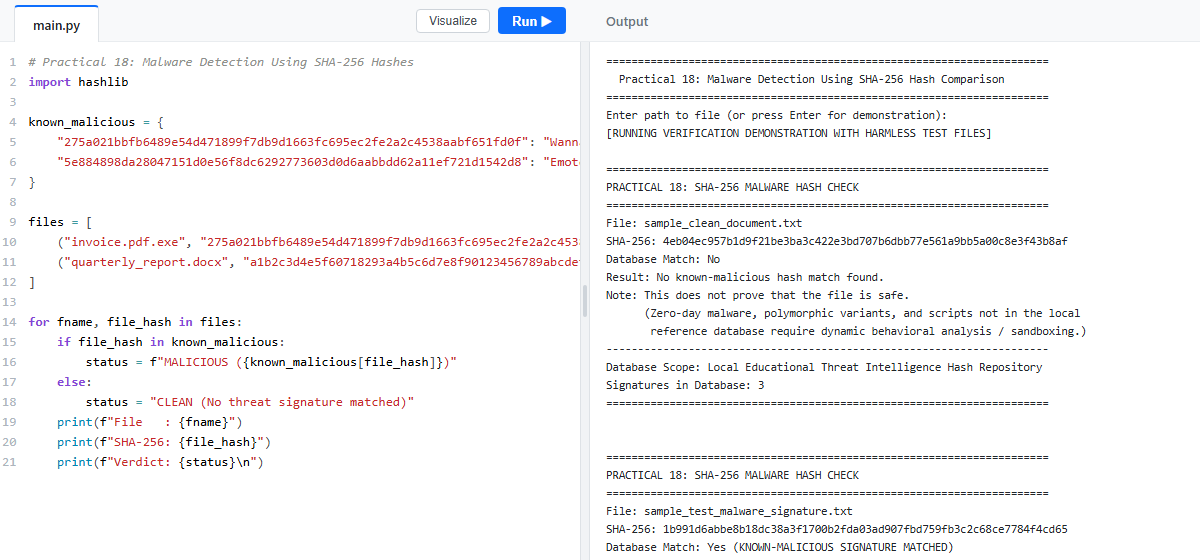 main.py
Visualize
Run
Output
1 # Practical 18: Malware Detection Using SHA-256 Hashes
2 import hashlib
3
4 known_malicious = {
5 "275a021bbfb6489e54d471899f7db9d1663fc695ec2fe2a2c4538aabf651fd0f": "Wann
6 "5e884898da28047151d0e56f8dc6292773603d0d6aabbdd62a11ef721d1542d8": "Emot
7 }
8
9 files = [
10 ("invoice.pdf.exe", "275a021bbfb6489e54d471899f7db9d1663fc695ec2fe2a2c453
11 ("quarterly_report.docx", "a1b2c3d4e5f60718293a4b5c6d7e8f90123456789abcde
12 ]
13
14 for fname, file_hash in files:
15 if file_hash in known_malicious:
16 status = f"MALICIOUS ({known_malicious[file_hash]})"
17 else:
18 status = "CLEAN (No threat signature matched)"
19 print(f"File   : {fname}")
20 print(f"SHA-256: {file_hash}")
21 print(f"Verdict: {status}\n")
======================================================================
Practical 18: Malware Detection Using SHA-256 Hash Comparison
======================================================================
Enter path to file (or press Enter for demonstration):
[RUNNING VERIFICATION DEMONSTRATION WITH HARMLESS TEST FILES]
======================================================================
PRACTICAL 18: SHA-256 MALWARE HASH CHECK
======================================================================
File: sample_clean_document.txt
SHA-256: 4eb04ec957b1d9f21be3ba3c422e3bd707b6dbb77e561a9bb5a00c8e3f43b8af
Database Match: No
Result: No known-malicious hash match found.
Note: This does not prove that the file is safe.
(Zero-day malware, polymorphic variants, and scripts not in the local
reference database require dynamic behavioral analysis / sandboxing.)
----------------------------------------------------------------------
Database Scope: Local Educational Threat Intelligence Hash Repository
Signatures in Database: 3
======================================================================
======================================================================
PRACTICAL 18: SHA-256 MALWARE HASH CHECK
======================================================================
File: sample_test_malware_signature.txt
SHA-256: 1b991d6abbe8b18dc38a3f1700b2fda03ad907fbd759fb3c2c68ce7784f4cd65
Database Match: Yes (KNOWN-MALICIOUS SIGNATURE MATCHED)